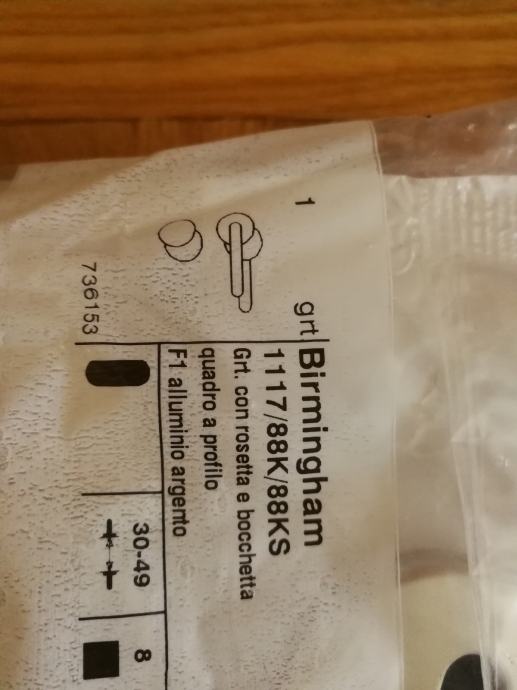 1 grt Birmingham
1117/88K/88KS
Grt. con rosetta e bocchetta
quadro a profilo
F1 alluminio argento
30-49 8
736153